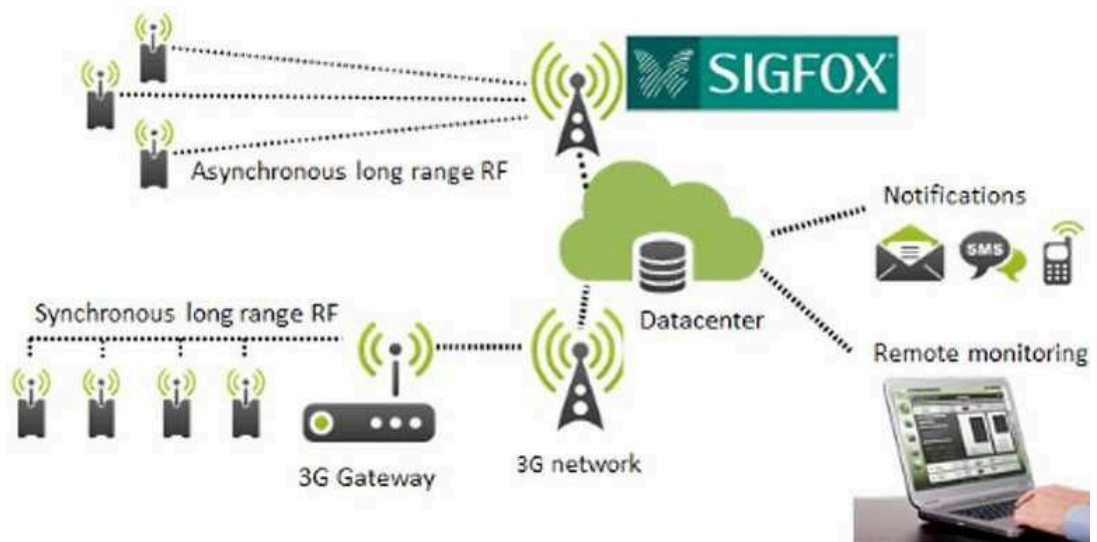 SIGFOX
Asynchronous long range RF
Notifications
SMS
Synchronous long range RF
Datacenter
Remote monitoring
3G Gateway
3G network